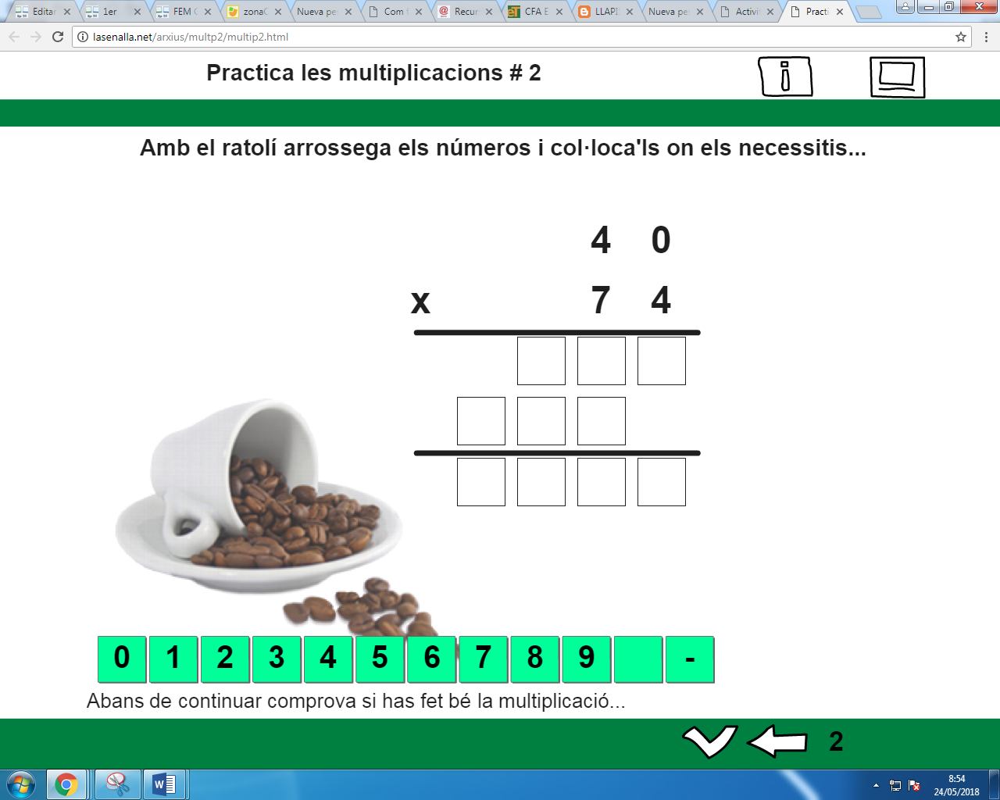 Editar 1er FEM C zonaC Nueva pe Com f Recur CFA E LLAPI Nueva pe Activi Practi
lasenalla.net/arxius/multp2/multip2.html
Practica les multiplicacions # 2
i
Amb el ratolí arrossega els números i col·loca'ls on els necessitis...
4 0
x 7 4
0 1 2 3 4 5 6 7 8 9 -
Abans de continuar comprova si has fet bé la multiplicació...
2
8:54
24/05/2018